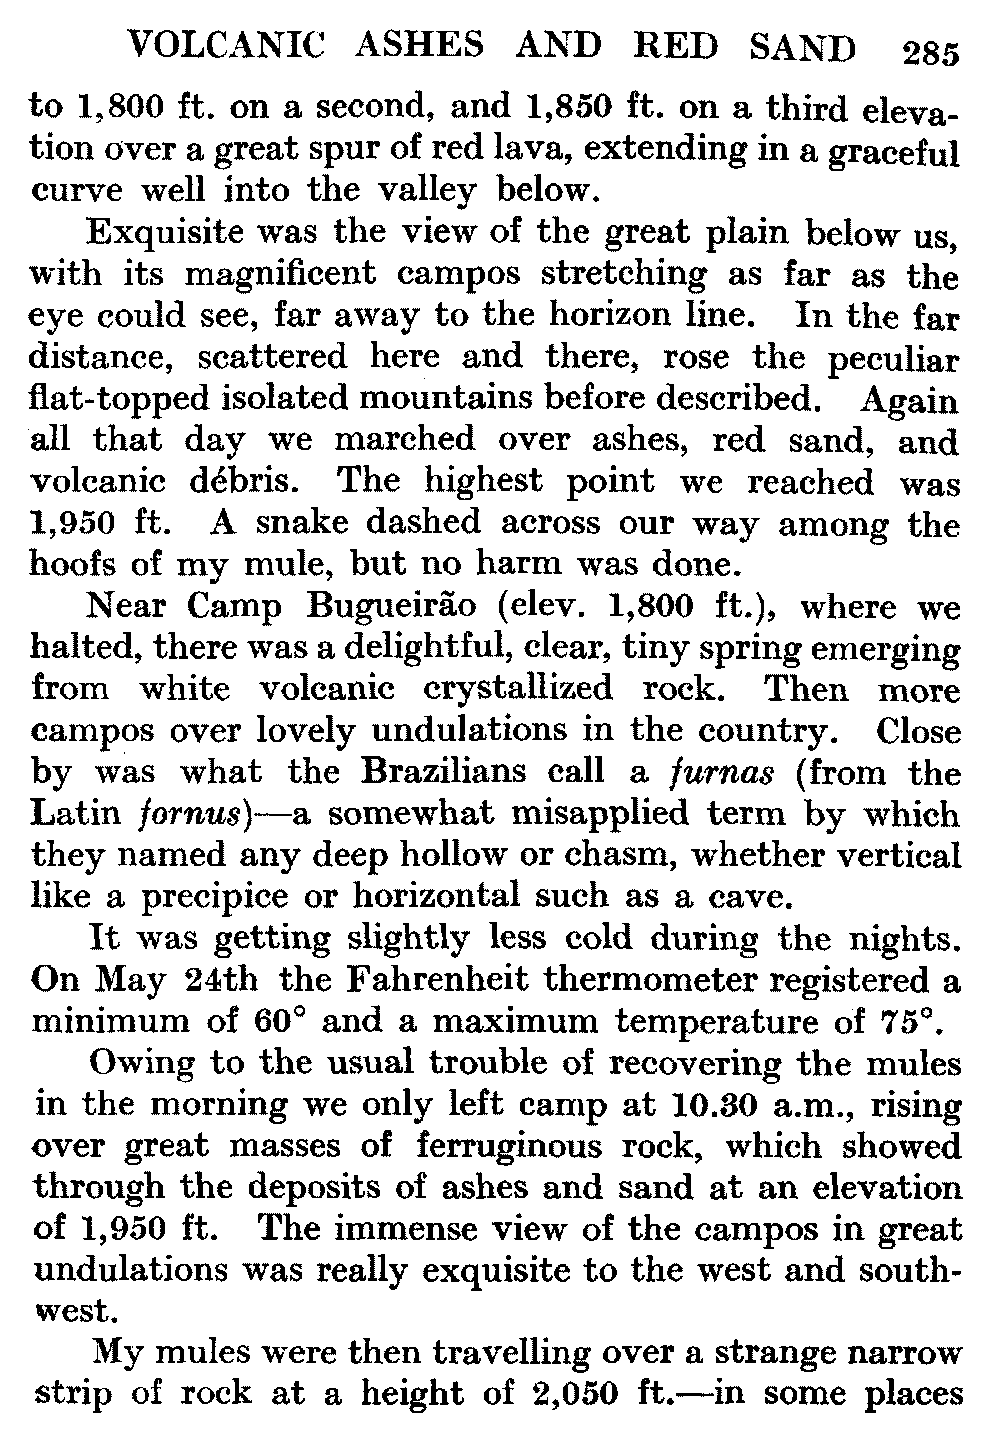 VOLCANIC ASHES AND RED SAND 285
to 1,800 ft. on a second, and 1,850 ft. on a third eleva-
tion over a great spur of red lava, extending in a graceful
curve well into the valley below.
Exquisite was the view of the great plain below us,
with its magnificent campos stretching as far as the
eye could see, far away to the horizon line. In the far
distance, scattered here and there, rose the peculiar
flat-topped isolated mountains before described. Again
all that day we marched over ashes, red sand, and
volcanic débris. The highest point we reached was
1,950 ft. A snake dashed across our way among the
hoofs of my mule, but no harm was done.
Near Camp Bugueirão (elev. 1,800 ft.), where we
halted, there was a delightful, clear, tiny spring emerging
from white volcanic crystallized rock. Then more
campos over lovely undulations in the country. Close
by was what the Brazilians call a furnas (from the
Latin fornus)—a somewhat misapplied term by which
they named any deep hollow or chasm, whether vertical
like a precipice or horizontal such as a cave.
It was getting slightly less cold during the nights.
On May 24th the Fahrenheit thermometer registered a
minimum of 60° and a maximum temperature of 75°.
Owing to the usual trouble of recovering the mules
in the morning we only left camp at 10.30 a.m., rising
over great masses of ferruginous rock, which showed
through the deposits of ashes and sand at an elevation
of 1,950 ft. The immense view of the campos in great
undulations was really exquisite to the west and south-
west.
My mules were then travelling over a strange narrow
strip of rock at a height of 2,050 ft.—in some places